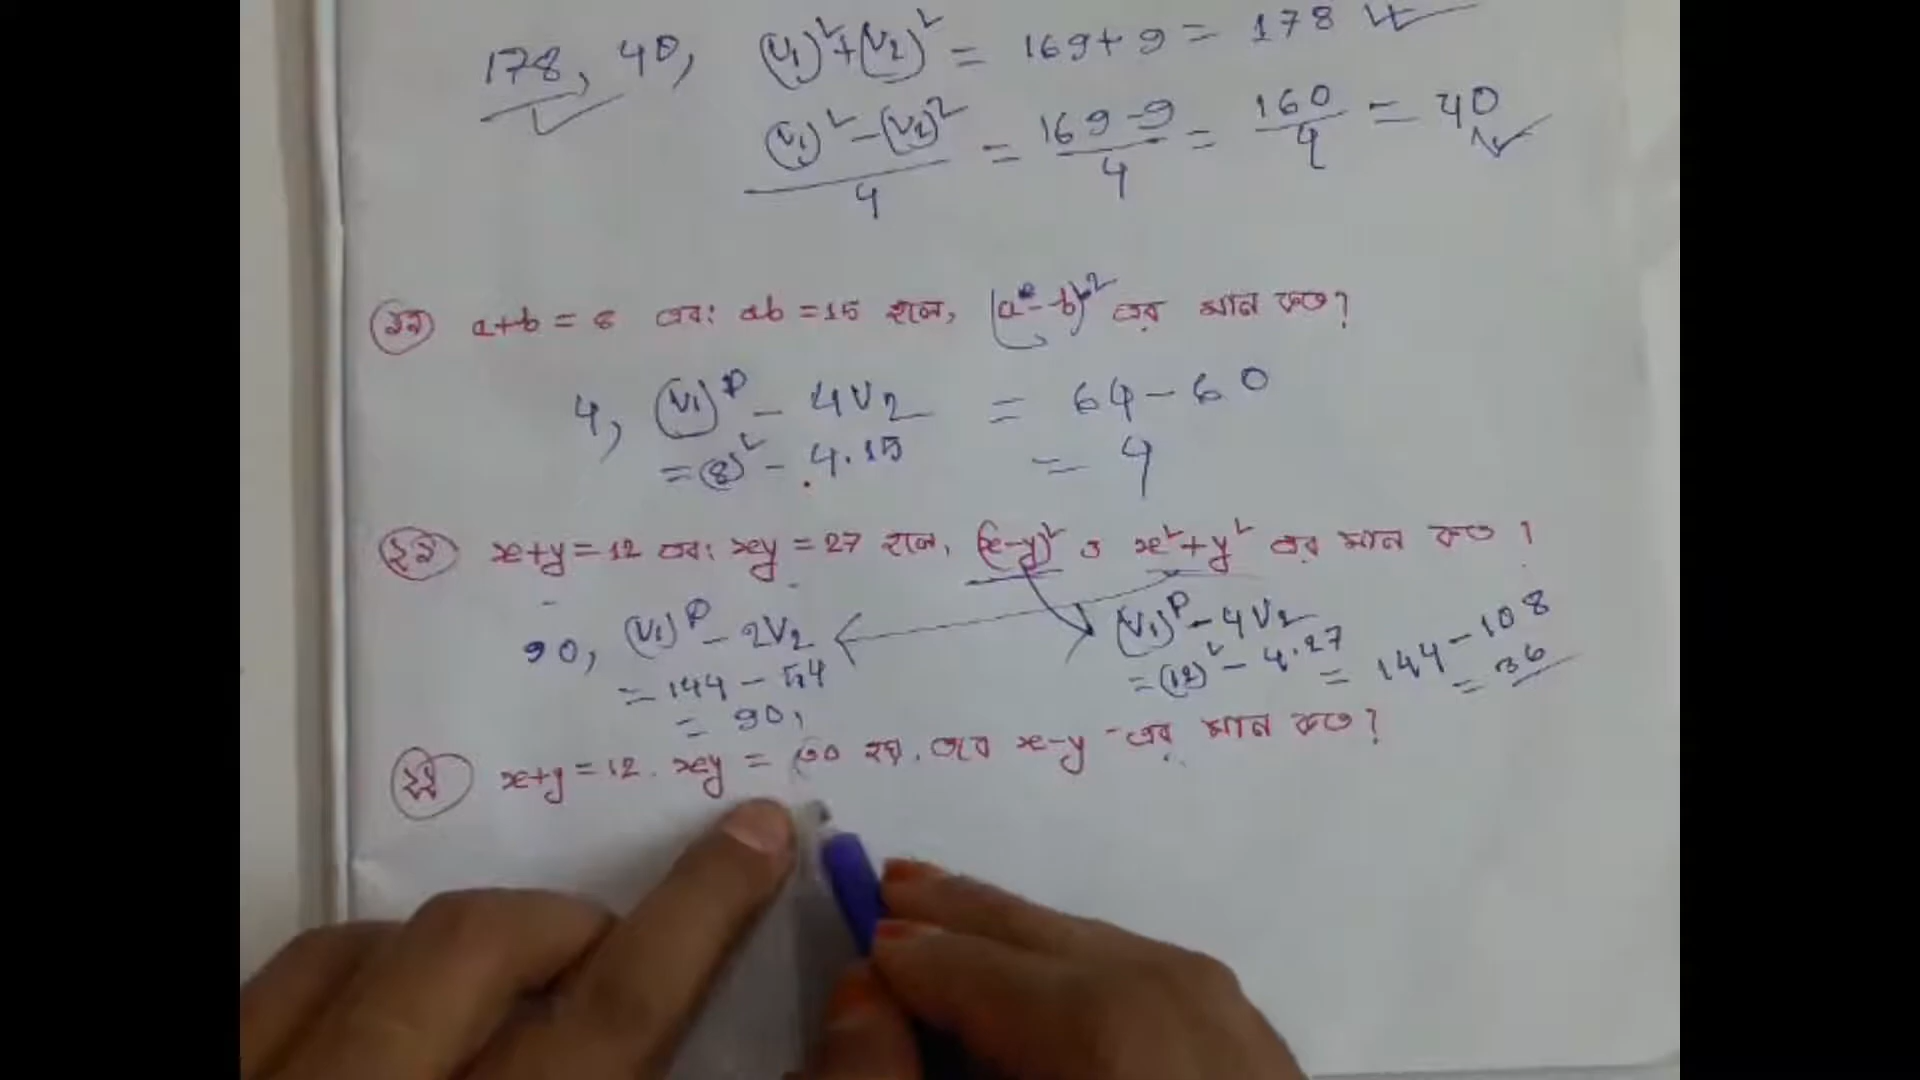 178, 40, (V₁)²+(V₂)² = 169+9 = 178
(V₁)²-(V₂)²/4 = 169-9/4 = 160/4 = 40
a+b = 8 এবং ab = 15 হলে, (a-b)² এর মান কত?
4, (V₁)ᵖ - 4V₂ = 64-60
= (8)² - 4.15 = 4
x+y=12 এবং xy = 27 হলে, (x-y)² ও x²+y² এর মান কত।
90, (V₁)ᵖ - 2V₂ (V₁)ᵖ - 4V₂
= 144 - 54 = (12)² - 4.27 = 144-108
= 90, = 36
x+y=12. xy = হয়. তবে x-y -এর মান কত?